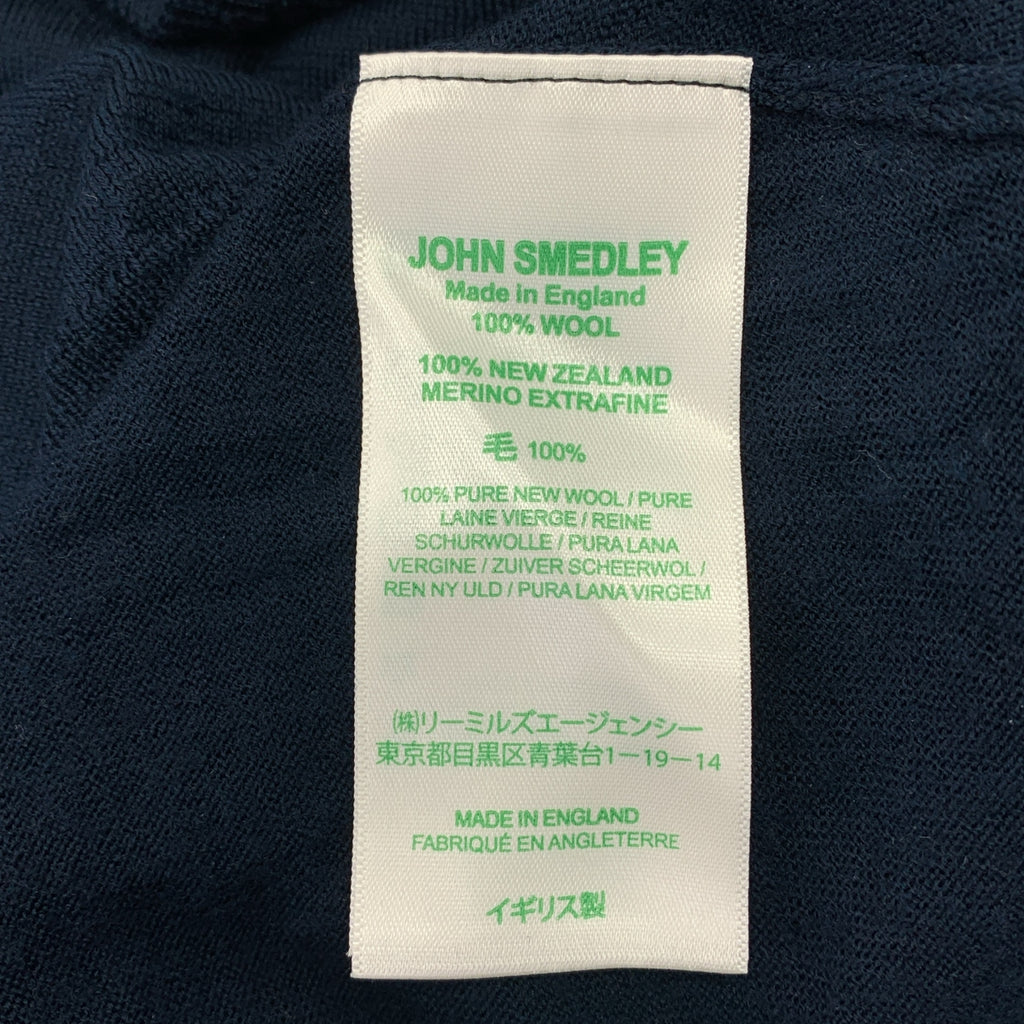 JOHN SMEDLEY
Made in England
100% WOOL
100% NEW ZEALAND
MERINO EXTRAFINE
毛 100%
100% PURE NEW WOOL / PURE
LAINE VIERGE / REINE
SCHURWOLLE / PURA LANA
VERGINE / ZUIVER SCHEERWOL /
REN NY ULD / PURA LANA VIRGEM
㈱リーミルズエージェンシー
東京都目黒区青葉台1－19－14
MADE IN ENGLAND
FABRIQUÉ EN ANGLETERRE
イギリス製